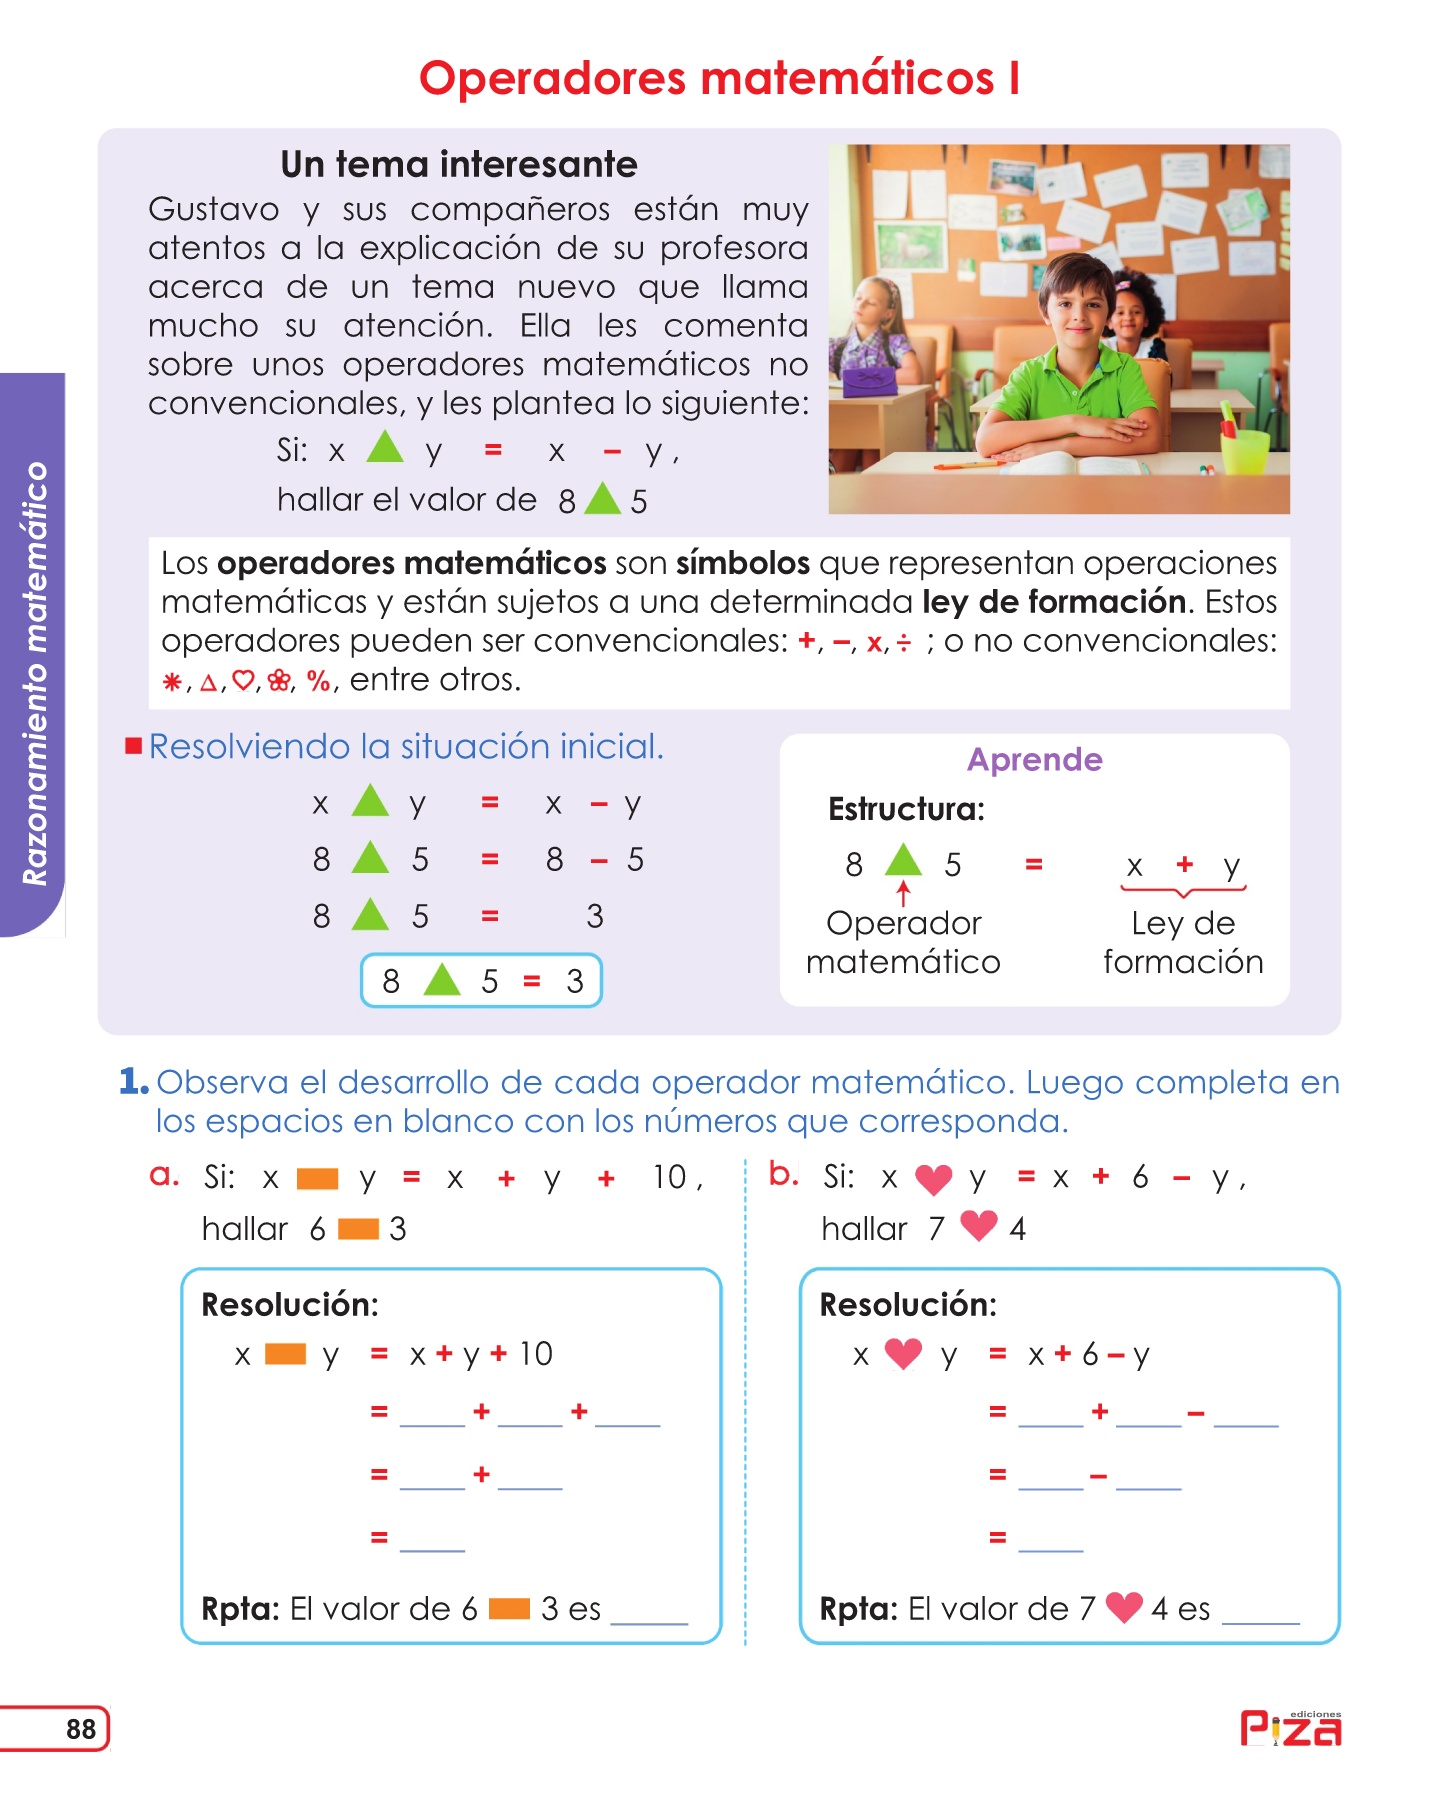 Operadores matemáticos I
Un tema interesante
Gustavo y sus compañeros están muy
atentos a la explicación de su profesora
acerca de un tema nuevo que llama
mucho su atención. Ella les comenta
sobre unos operadores matemáticos no
convencionales, y les plantea lo siguiente:
Si: x ▲ y = x – y ,
hallar el valor de 8 ▲ 5
Los operadores matemáticos son símbolos que representan operaciones
matemáticas y están sujetos a una determinada ley de formación. Estos
operadores pueden ser convencionales: +, –, x, ÷ ; o no convencionales:
⁕, ∆, ♡, ❀, %, entre otros.
Resolviendo la situación inicial.
x ▲ y = x – y
8 ▲ 5 = 8 – 5
8 ▲ 5 = 3
8 ▲ 5 = 3
Aprende
Estructura:
8 ▲ 5 = x + y
Operador
matemático
Ley de
formación
Razonamiento matemático
1. Observa el desarrollo de cada operador matemático. Luego completa en
los espacios en blanco con los números que corresponda.
a. Si: x ▬ y = x + y + 10 ,
hallar 6 ▬ 3
Resolución:
x ▬ y = x + y + 10
= ____ + ____ + ____
= ____ + ____
= ____
Rpta: El valor de 6 ▬ 3 es ____
b. Si: x ♥ y = x + 6 – y ,
hallar 7 ♥ 4
Resolución:
x ♥ y = x + 6 – y
= ____ + ____ – ____
= ____ – ____
= ____
Rpta: El valor de 7 ♥ 4 es ____
88
ediciones
Piza